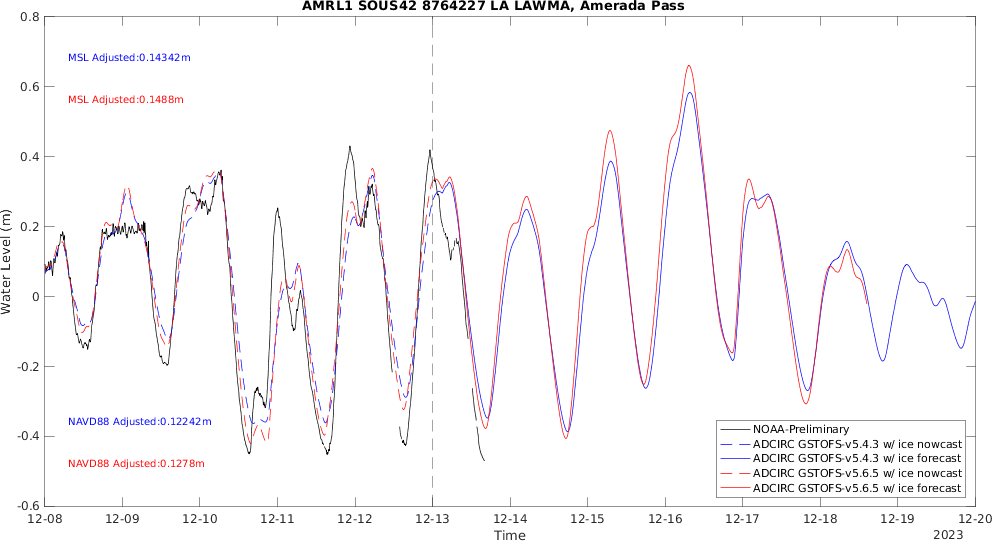 AMRL1 SOUS42 8764227 LA LAWMA, Amerada Pass
0.8
0.6
0.4
0.2
0
-0.2
-0.4
-0.6
Water Level (m)
MSL Adjusted:0.14342m
MSL Adjusted:0.1488m
NAVD88 Adjusted:0.12242m
NAVD88 Adjusted:0.1278m
NOAA-Preliminary
ADCIRC GSTOFS-v5.4.3 w/ ice nowcast
ADCIRC GSTOFS-v5.4.3 w/ ice forecast
ADCIRC GSTOFS-v5.6.5 w/ ice nowcast
ADCIRC GSTOFS-v5.6.5 w/ ice forecast
12-08 12-09 12-10 12-11 12-12 12-13 12-14 12-15 12-16 12-17 12-18 12-19 12-20
Time
2023